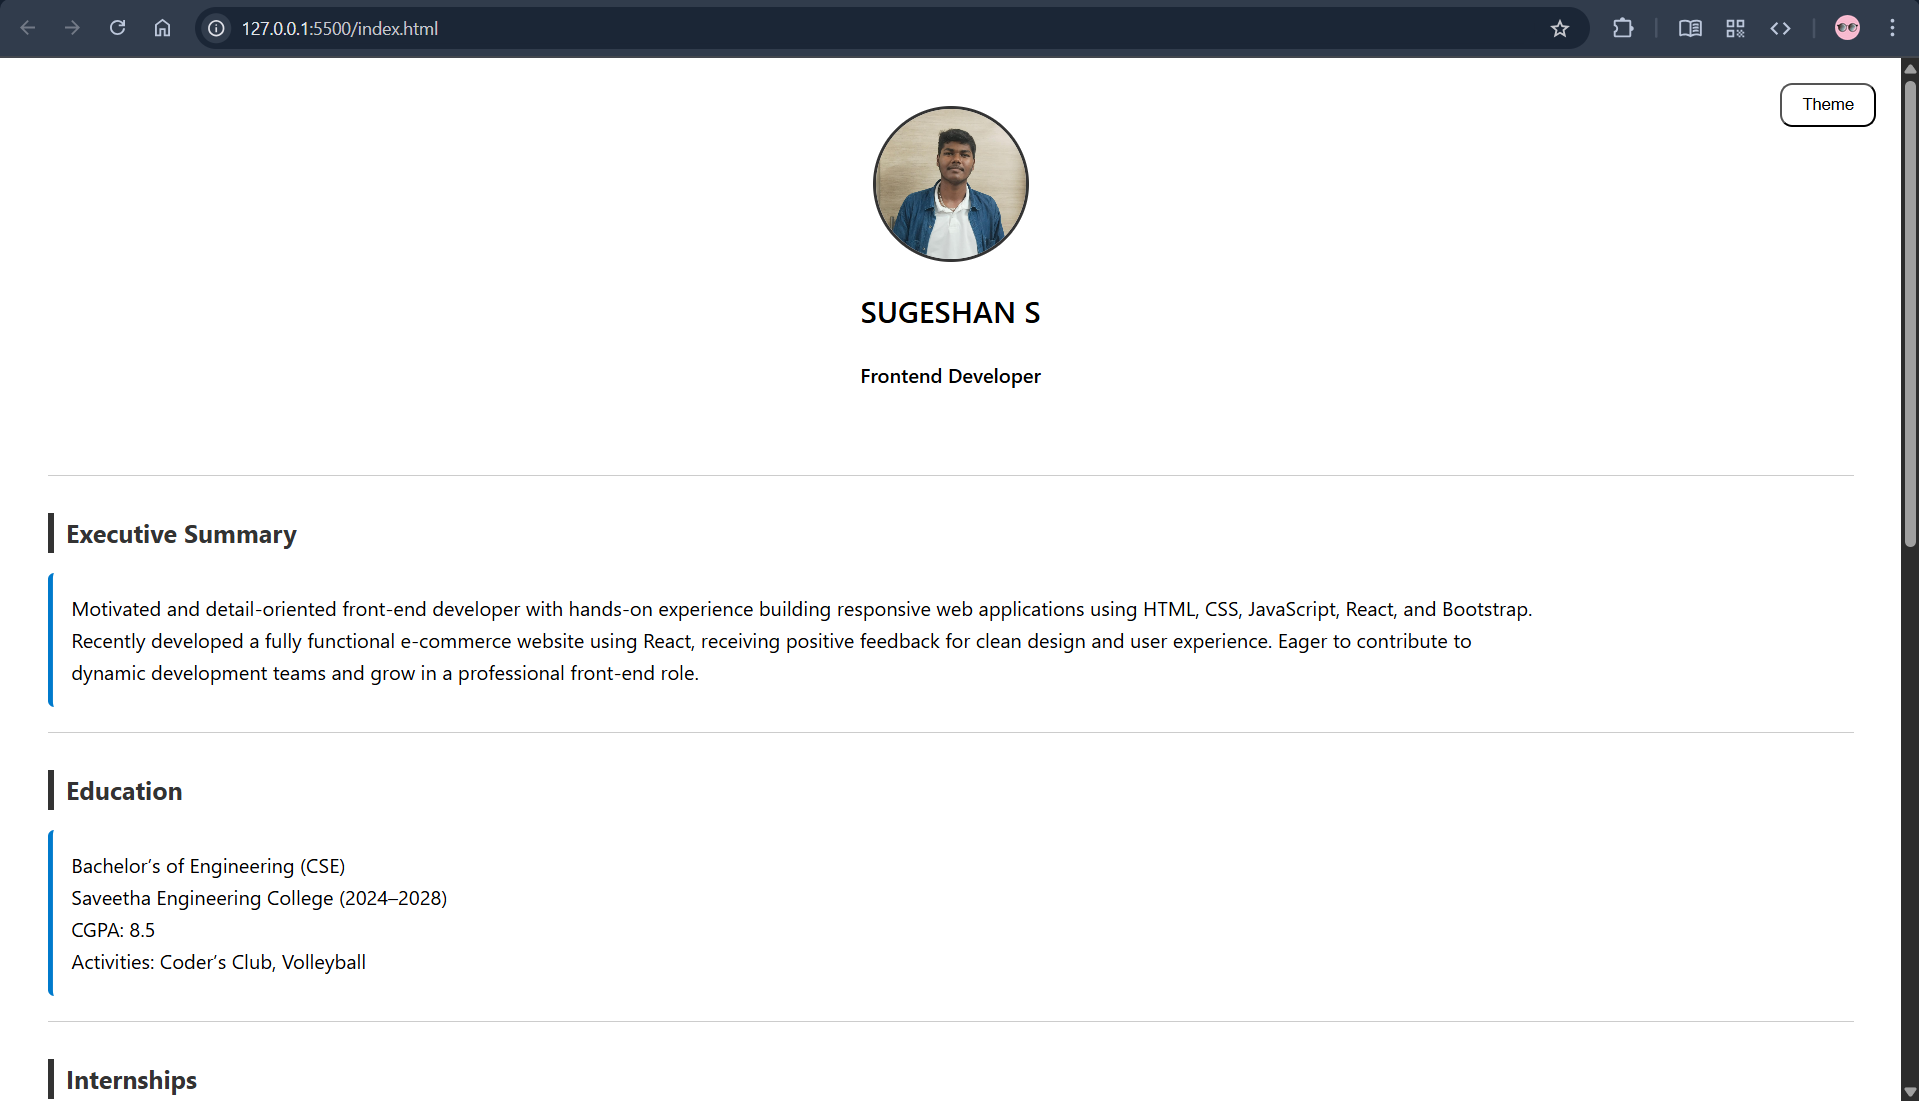 127.0.0.1:5500/index.html
Theme
SUGESHAN S
Frontend Developer
Executive Summary
Motivated and detail-oriented front-end developer with hands-on experience building responsive web applications using HTML, CSS, JavaScript, React, and Bootstrap.
Recently developed a fully functional e-commerce website using React, receiving positive feedback for clean design and user experience. Eager to contribute to
dynamic development teams and grow in a professional front-end role.
Education
Bachelor’s of Engineering (CSE)
Saveetha Engineering College (2024–2028)
CGPA: 8.5
Activities: Coder’s Club, Volleyball
Internships